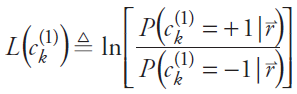 L(c_k^{(1)}) ≜ ln[ P(c_k^{(1)} = +1 | r⃗) / P(c_k^{(1)} = −1 | r⃗) ]